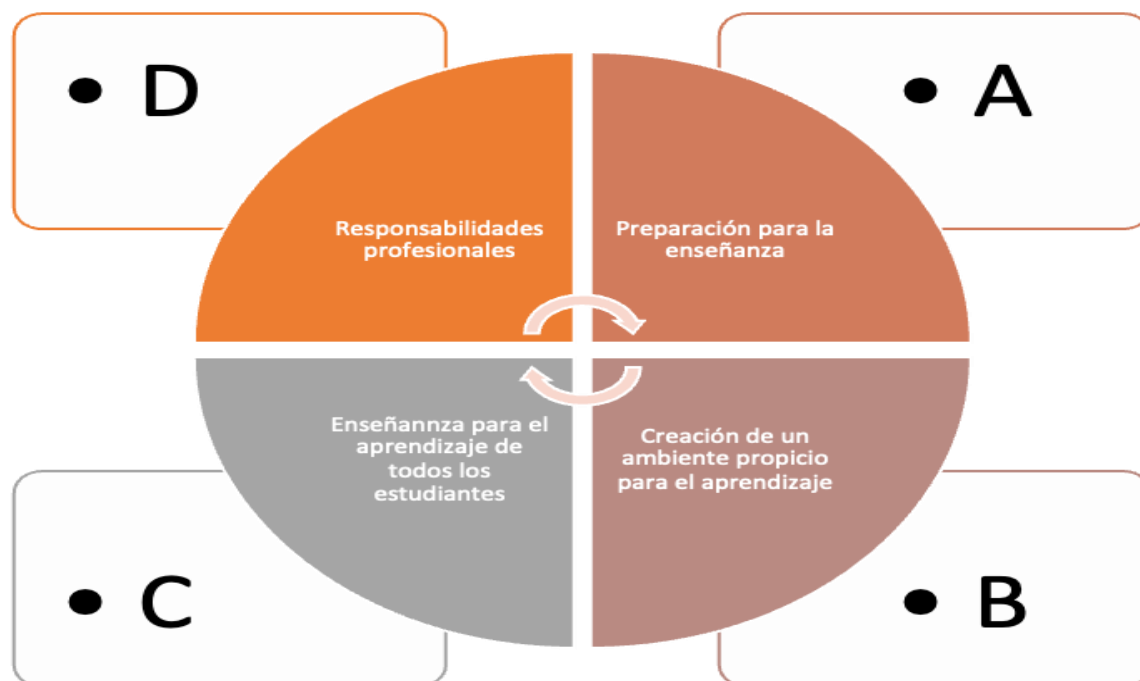 • D
• A
Responsabilidades
profesionales
Preparación para la
enseñanza
Enseñannza para el
aprendizaje de
todos los
estudiantes
Creación de un
ambiente propicio
para el aprendizaje
• C
• B